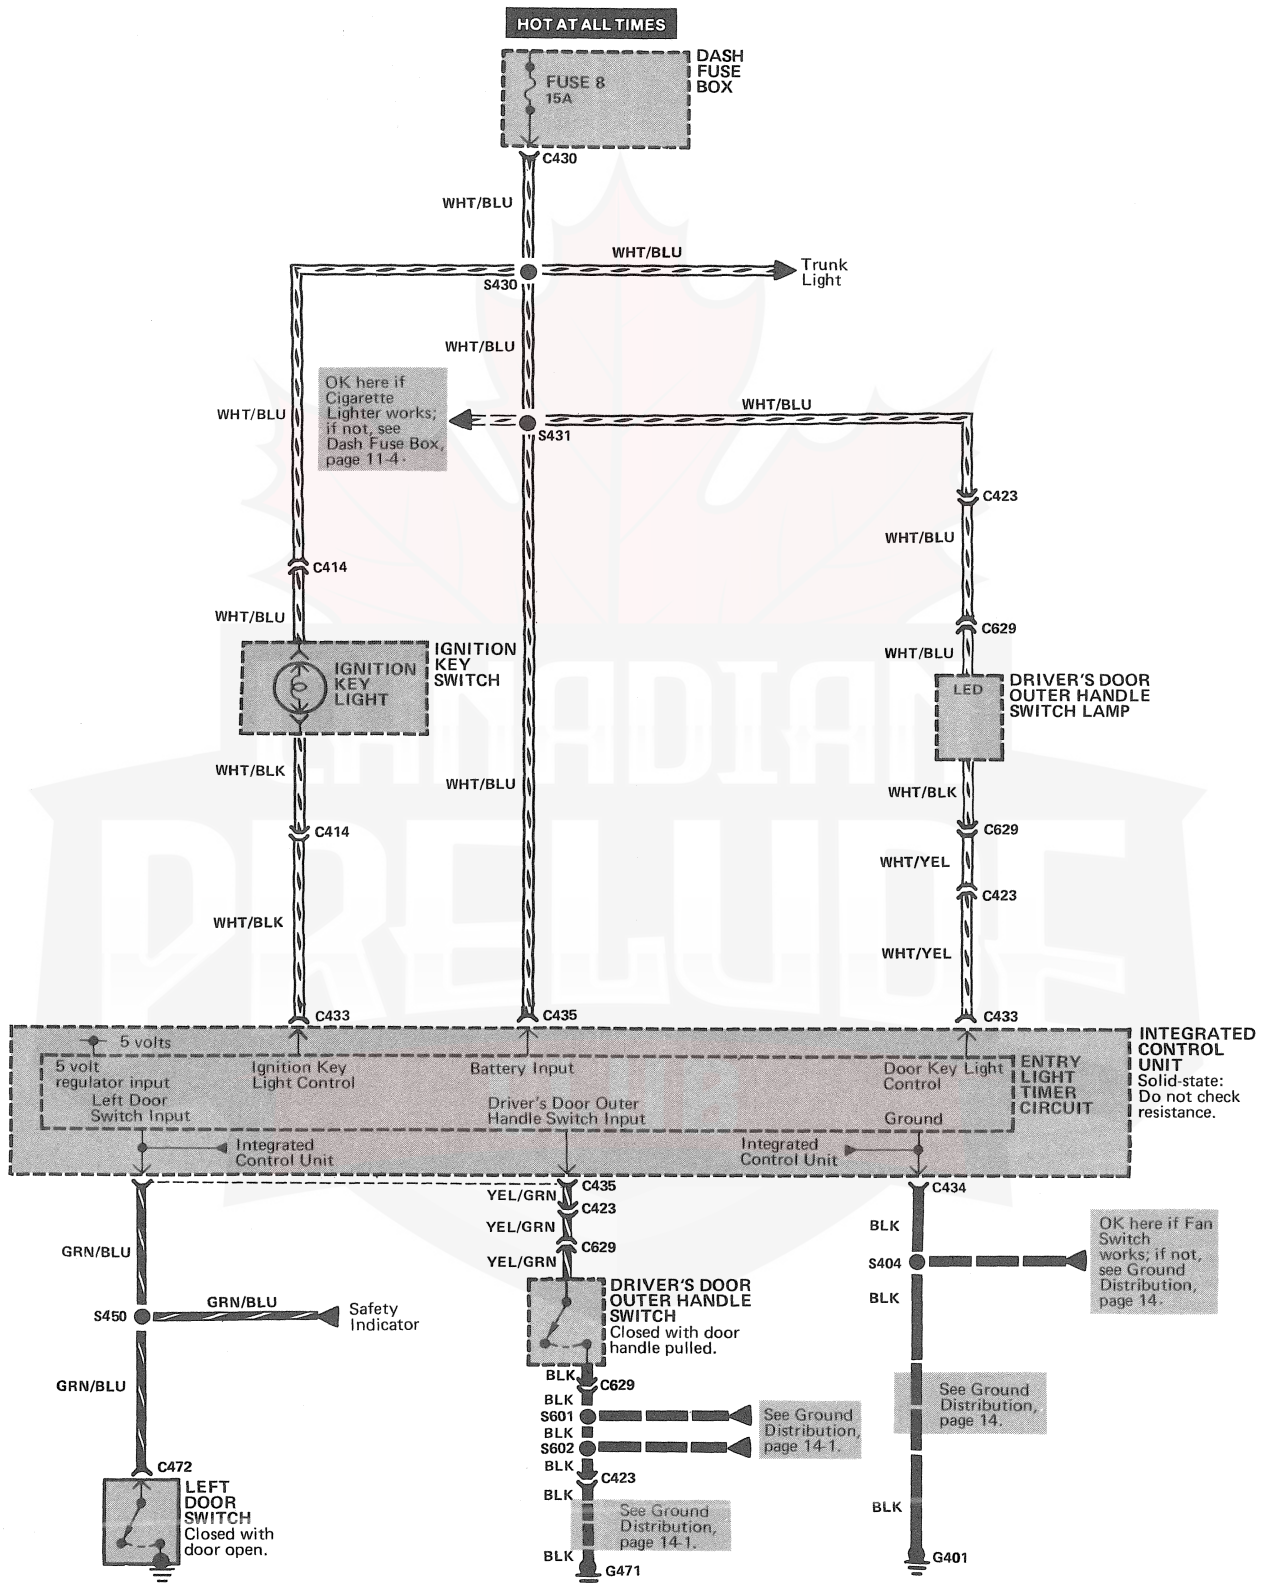 HOT AT ALL TIMES
DASH
FUSE
BOX
FUSE 8
15A
C430
WHT/BLU
WHT/BLU
Trunk
Light
S430
WHT/BLU
OK here if
Cigarette
Lighter works;
if not, see
Dash Fuse Box,
page 11-4.
WHT/BLU
WHT/BLU
S431
C423
WHT/BLU
C414
WHT/BLU
C629
WHT/BLU
IGNITION
KEY
SWITCH
IGNITION
KEY
LIGHT
LED
DRIVER'S DOOR
OUTER HANDLE
SWITCH LAMP
CANADIAN
PRELUDE
CLUB
WHT/BLK
WHT/BLU
WHT/BLK
C414
C629
WHT/YEL
C423
WHT/BLK
WHT/YEL
C433
C435
C433
INTEGRATED
CONTROL
UNIT
Solid-state:
Do not check
resistance.
5 volts
5 volt
regulator input
Ignition Key
Light Control
Battery Input
Door Key Light
Control
ENTRY
LIGHT
TIMER
CIRCUIT
Left Door
Switch Input
Driver's Door Outer
Handle Switch Input
Ground
Integrated
Control Unit
Integrated
Control Unit
C435
YEL/GRN
C423
YEL/GRN
C629
YEL/GRN
C434
BLK
S404
BLK
OK here if Fan
Switch
works; if not,
see Ground
Distribution,
page 14.
GRN/BLU
S450
GRN/BLU
Safety
Indicator
DRIVER'S DOOR
OUTER HANDLE
SWITCH
Closed with door
handle pulled.
GRN/BLU
BLK
C629
BLK
S601
BLK
S602
See Ground
Distribution,
page 14-1.
See Ground
Distribution,
page 14.
BLK
C423
BLK
See Ground
Distribution,
page 14-1.
BLK
G471
BLK
G401
C472
LEFT
DOOR
SWITCH
Closed with
door open.